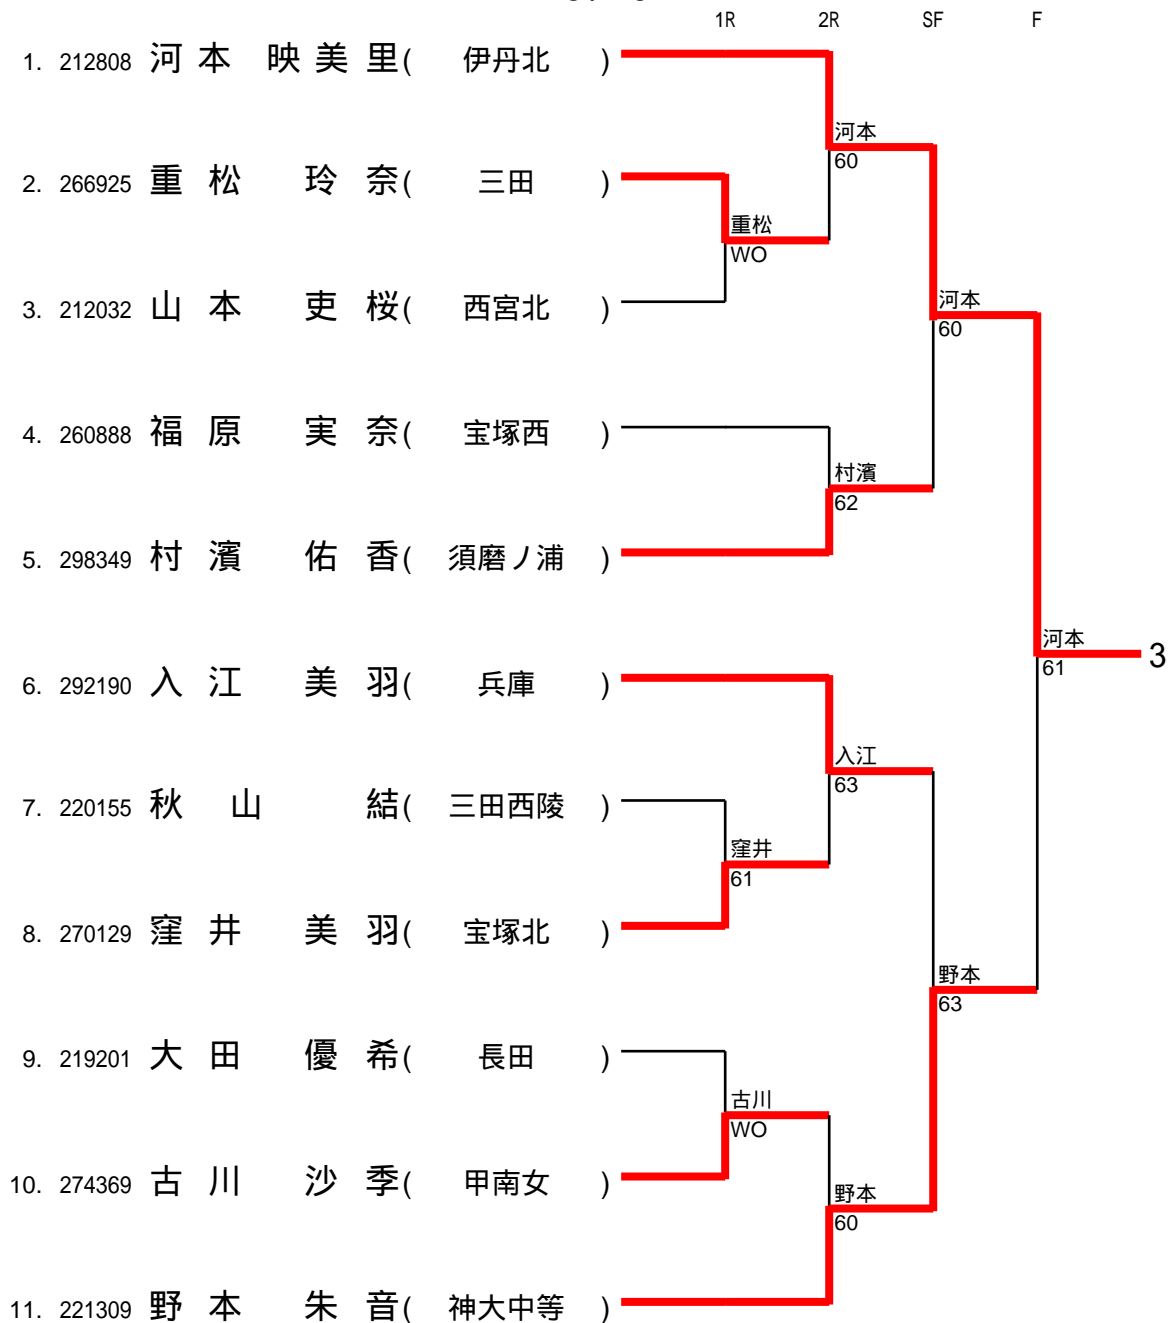 1R 2R SF F
1. 212808 河本 映美里( 伊丹北 )
河本
60
2. 266925 重松 玲奈( 三田 )
重松
WO
3. 212032 山本 吏桜( 西宮北 )
河本
60
4. 260888 福原 実奈( 宝塚西 )
村濱
62
5. 298349 村濱 佑香( 須磨ノ浦 )
河本
61
3
6. 292190 入江 美羽( 兵庫 )
入江
63
7. 220155 秋山 結( 三田西陵 )
窪井
61
8. 270129 窪井 美羽( 宝塚北 )
野本
63
9. 219201 大田 優希( 長田 )
古川
WO
10. 274369 古川 沙季( 甲南女 )
野本
60
11. 221309 野本 朱音( 神大中等 )